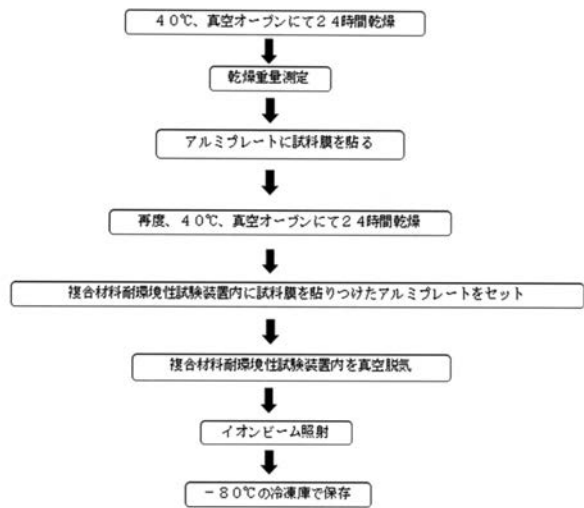 ４０℃、真空オーブンにて２４時間乾燥
乾燥重量測定
アルミプレートに試料膜を貼る
再度、４０℃、真空オーブンにて２４時間乾燥
複合材料耐環境性試験装置内に試料膜を貼りつけたアルミプレートをセット
複合材料耐環境性試験装置内を真空脱気
イオンビーム照射
－８０℃の冷凍庫で保存